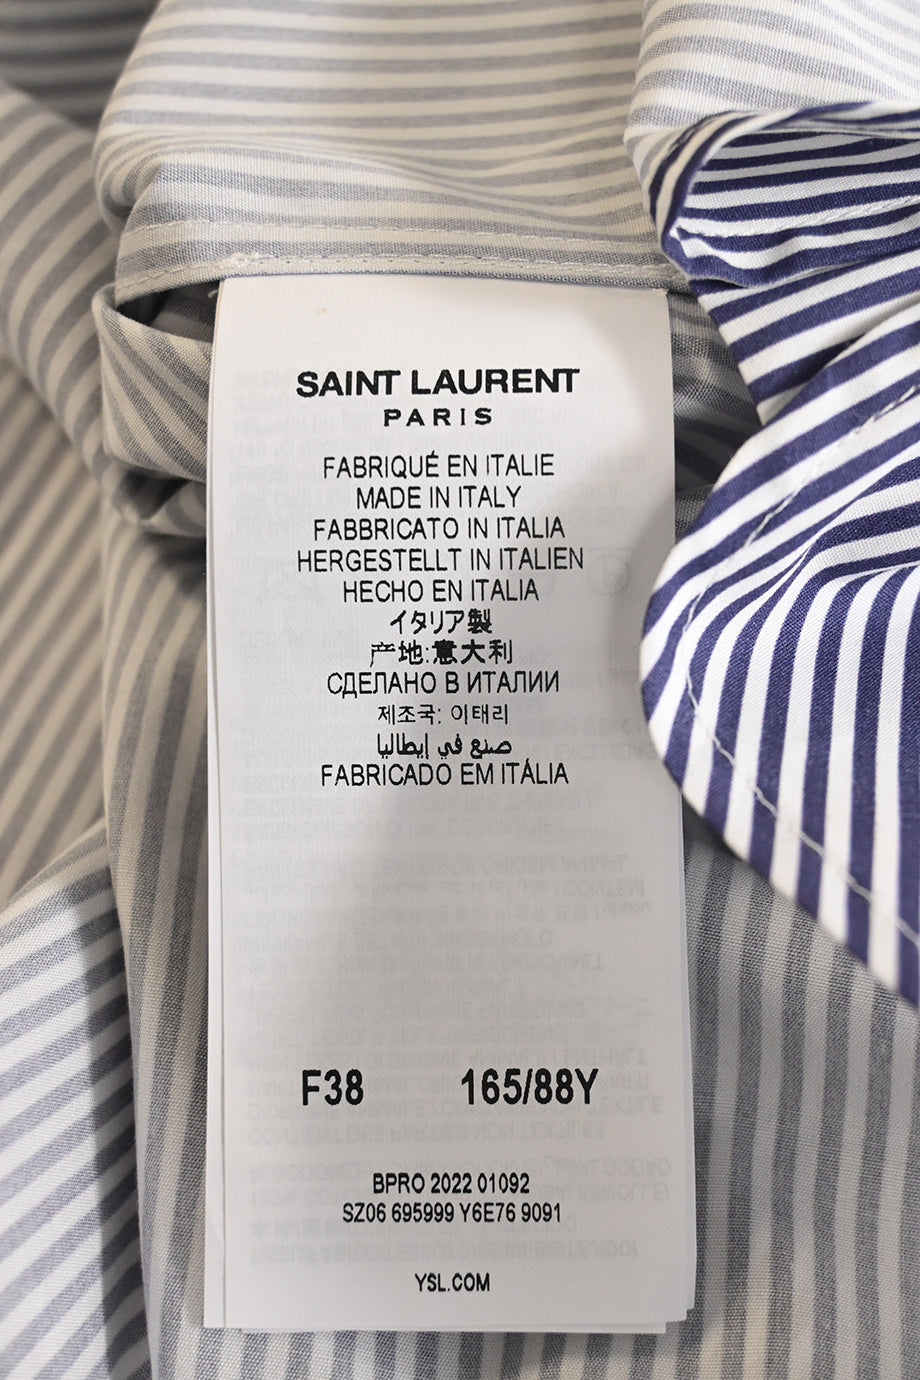 SAINT LAURENT
PARIS
FABRIQUÉ EN ITALIE
MADE IN ITALY
FABBRICATO IN ITALIA
HERGESTELLT IN ITALIEN
HECHO EN ITALIA
イタリア製
产地:意大利
СДЕЛАНО В ИТАЛИИ
제조국: 이태리
صنع في إيطاليا
FABRICADO EM ITÁLIA
F38 165/88Y
BPRO 2022 01092
SZ06 695999 Y6E76 9091
YSL.COM